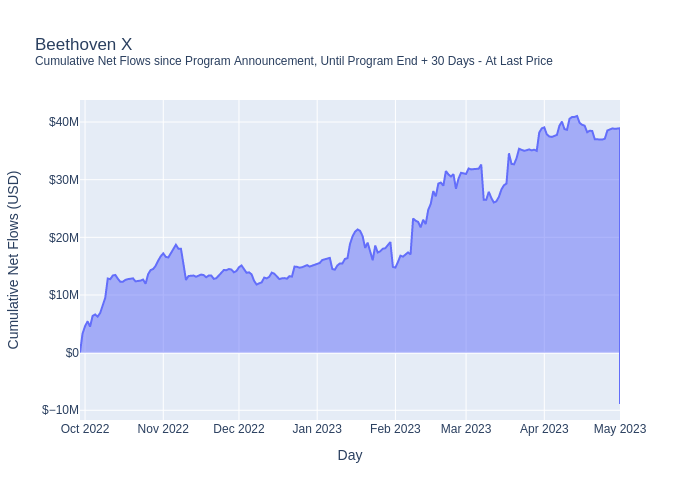 Beethoven X
Cumulative Net Flows since Program Announcement, Until Program End + 30 Days - At Last Price
$40M
$30M
$20M
$10M
$0
$−10M
Cumulative Net Flows (USD)
Oct 2022
Nov 2022
Dec 2022
Jan 2023
Feb 2023
Mar 2023
Apr 2023
May 2023
Day